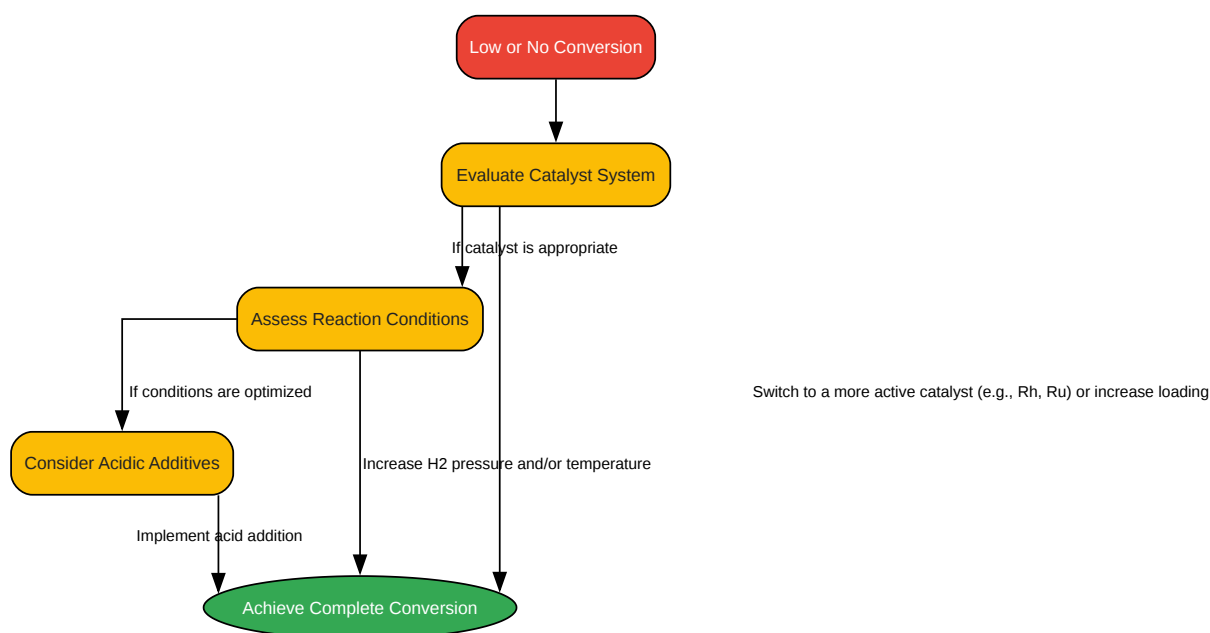 Low or No Conversion
Evaluate Catalyst System
If catalyst is appropriate
Assess Reaction Conditions
If conditions are optimized
Switch to a more active catalyst (e.g., Rh, Ru) or increase loading
Consider Acidic Additives
Increase H2 pressure and/or temperature
Implement acid addition
Achieve Complete Conversion